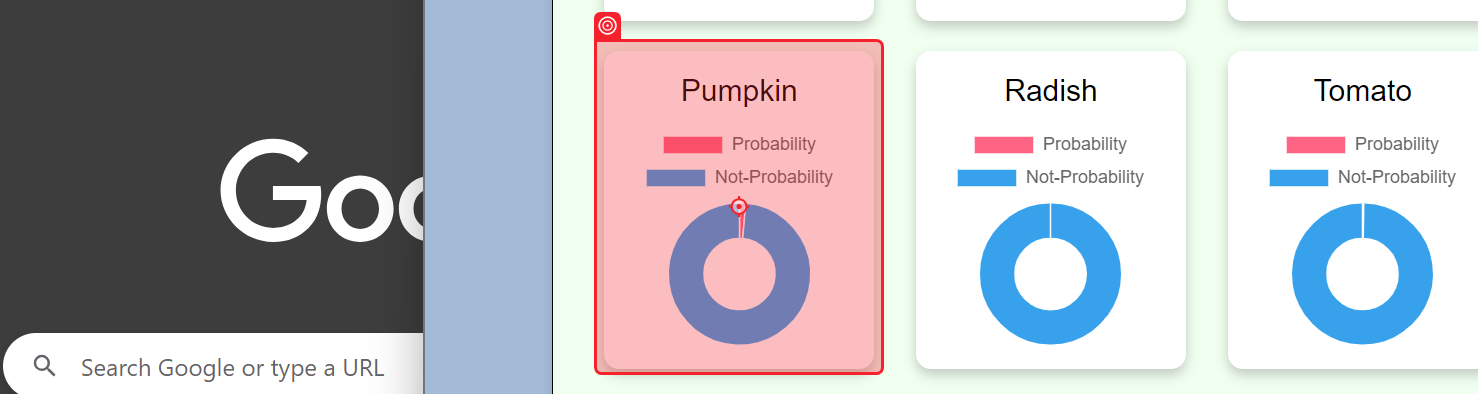 Goo
Search Google or type a URL
Pumpkin
Probability
Not-Probability
Radish
Probability
Not-Probability
Tomato
Probability
Not-Probability